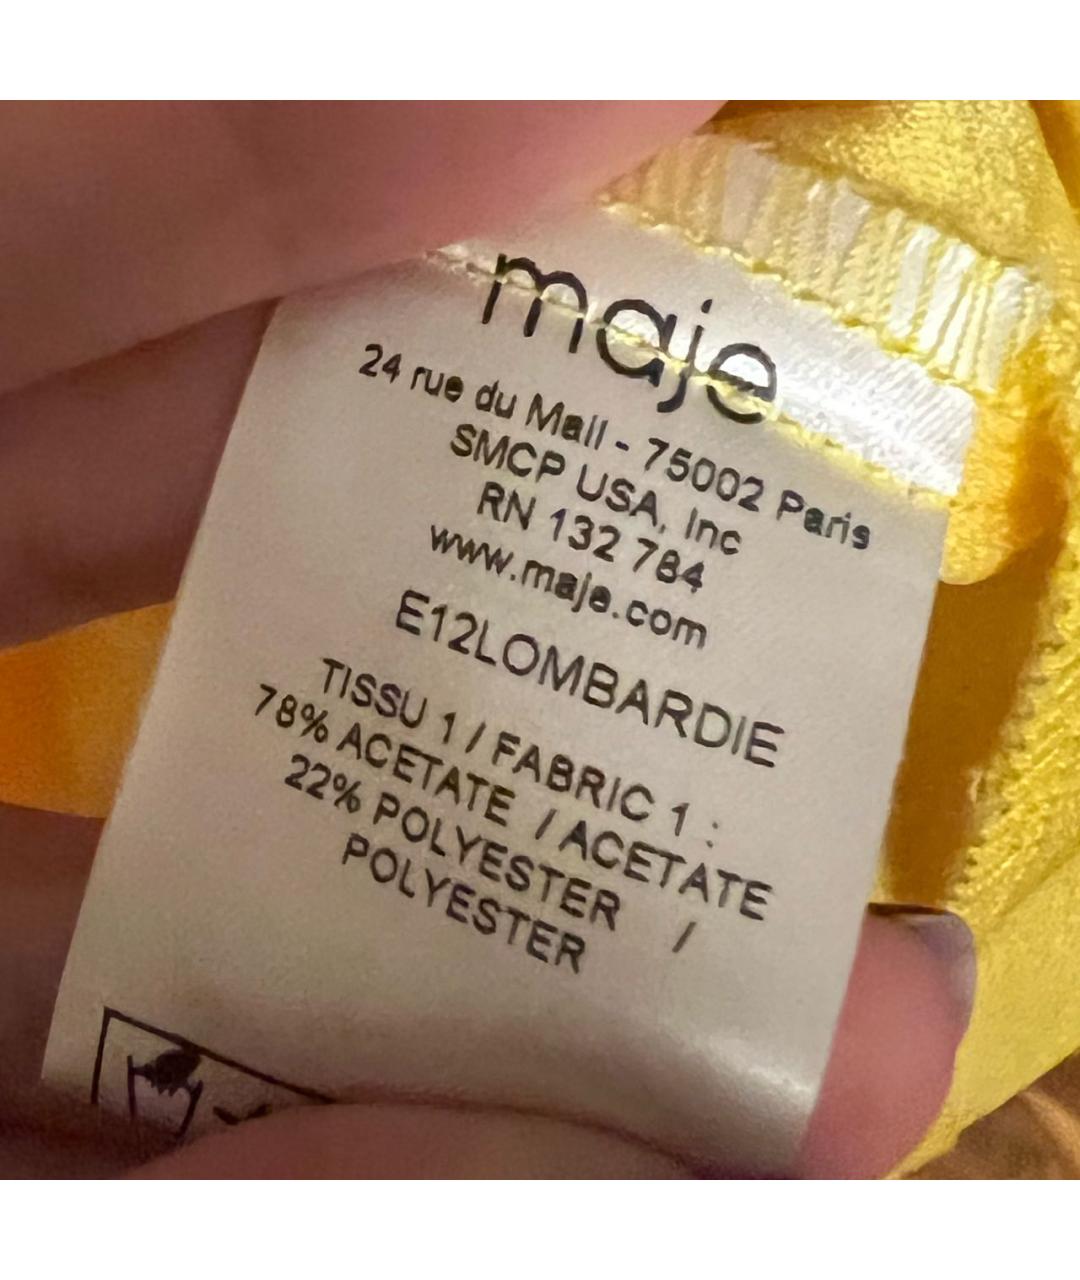 maje
24 rue du Mail - 75002 Paris
SMCP USA, Inc
RN 132 784
www.maje.com
E12LOMBARDIE
TISSU 1 / FABRIC 1 :
78% ACETATE / ACETATE
22% POLYESTER /
POLYESTER